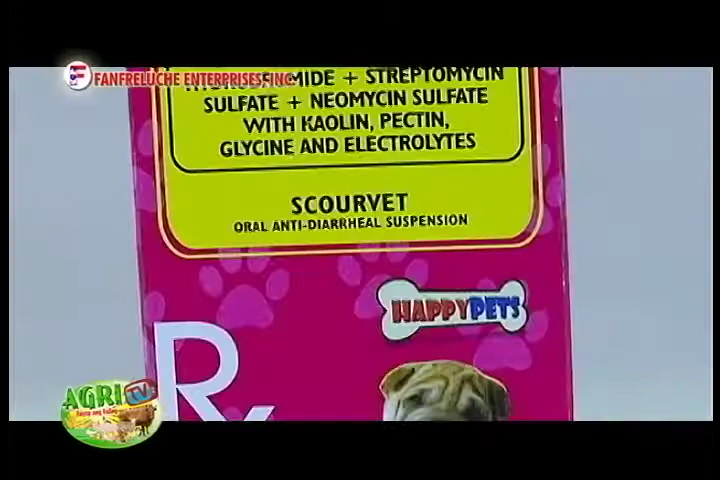 FANFRELUCHE ENTERPRISES, INC.
+ STREPTOMYCIN
SULFATE + NEOMYCIN SULFATE
WITH KAOLIN, PECTIN,
GLYCINE AND ELECTROLYTES
SCOURVET
ORAL ANTI-DIARRHEAL SUSPENSION
HAPPYPETS
Rx
AGRI TV